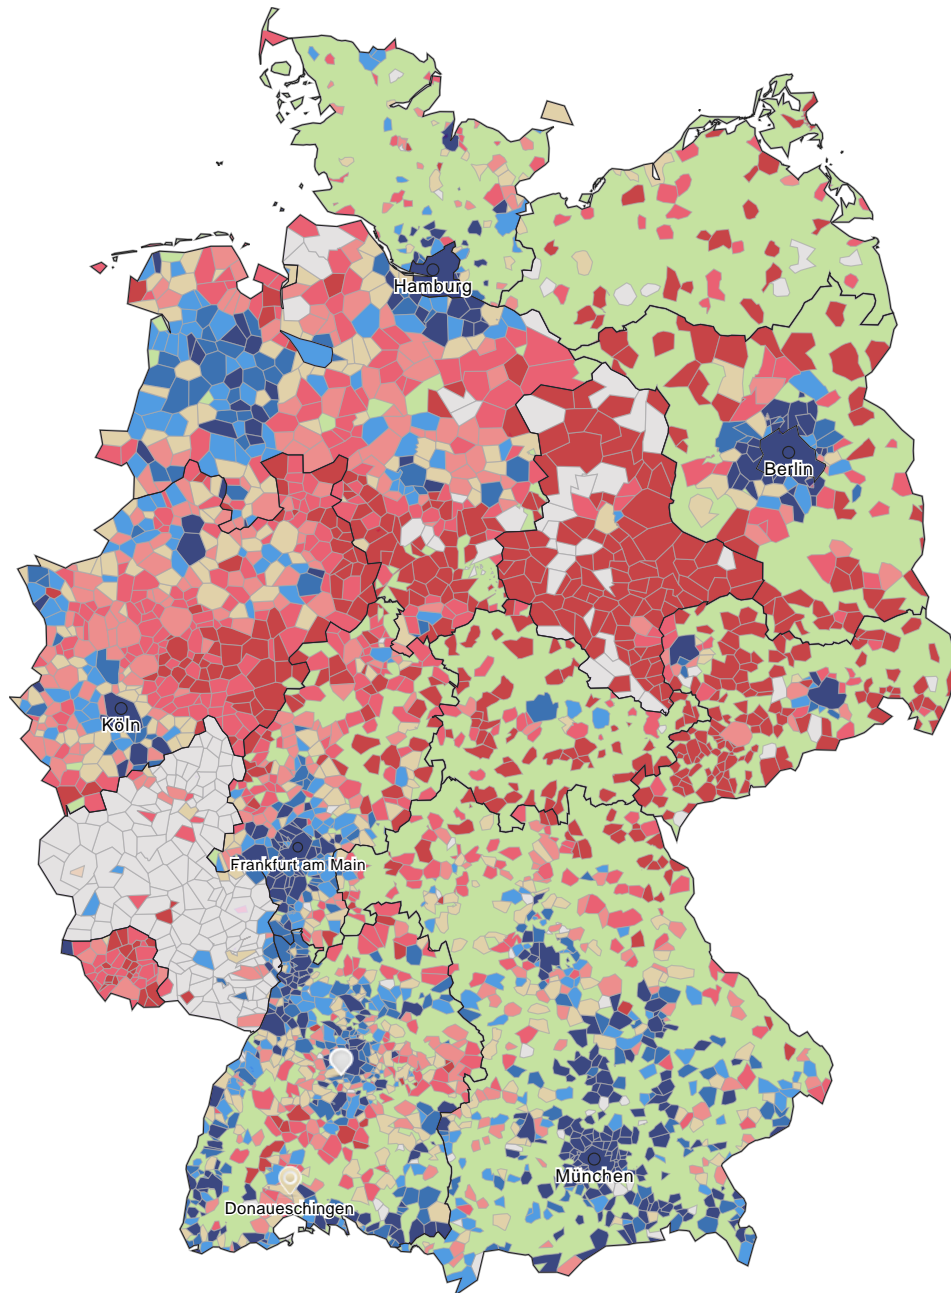 Hamburg
Berlin
Köln
Frankfurt am Main
München
Donaueschingen